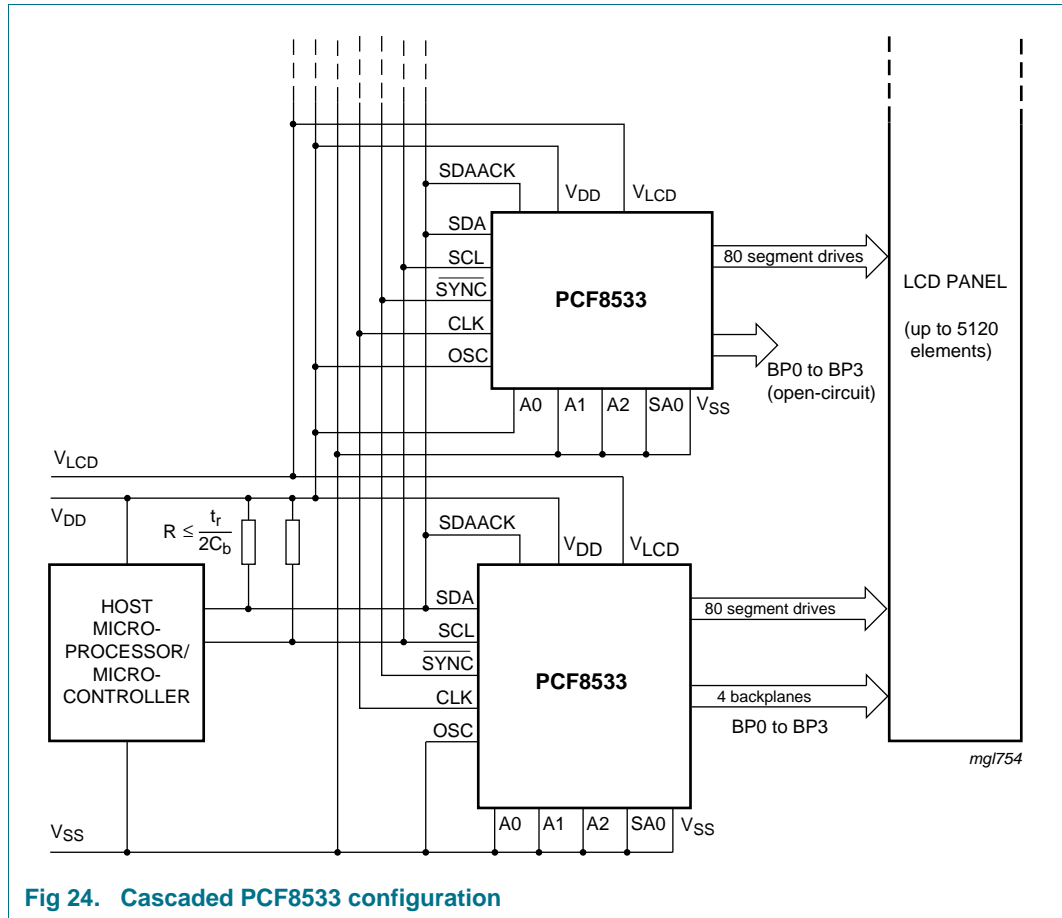 SDAACK
VDD
VLCD
SDA
SCL
SYNC
CLK
OSC
PCF8533
A0 A1 A2 SA0 VSS
80 segment drives
BP0 to BP3
(open-circuit)
LCD PANEL
(up to 5120
elements)
VLCD
VDD
R ≤ tr
2Cb
HOST
MICRO-
PROCESSOR/
MICRO-
CONTROLLER
SDAACK
VDD
VLCD
SDA
SCL
SYNC
CLK
OSC
PCF8533
A0 A1 A2 SA0 VSS
80 segment drives
4 backplanes
BP0 to BP3
VSS
mgl754
Fig 24. Cascaded PCF8533 configuration